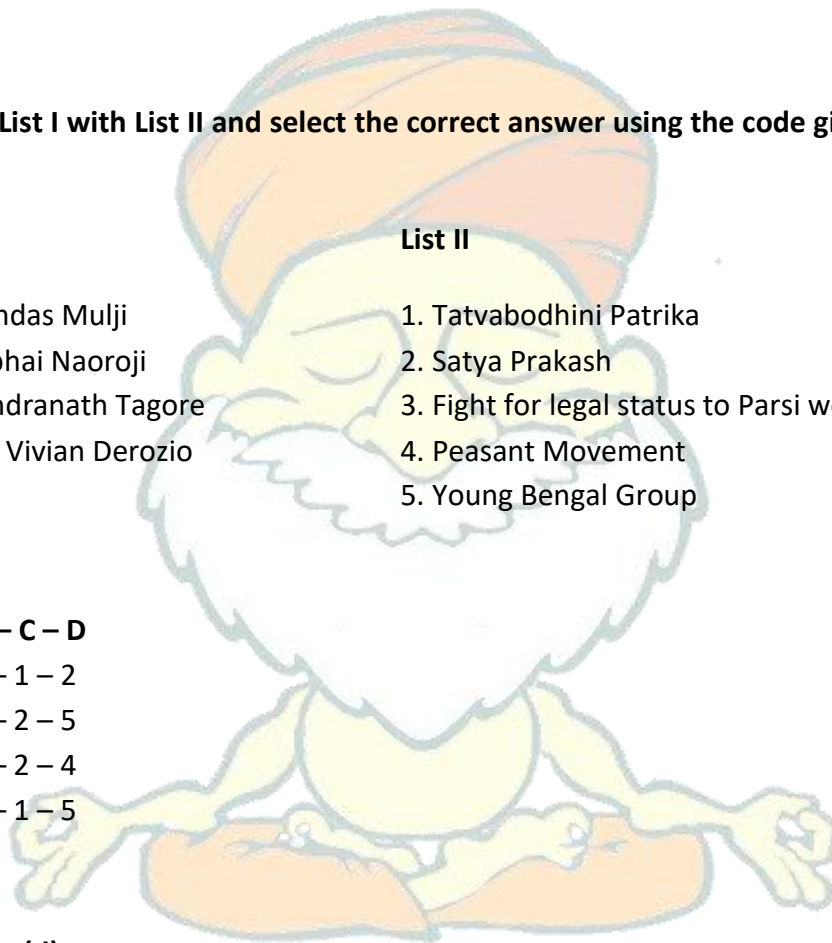 List I with List II and select the correct answer using the code gi
List II
ndas Mulji 1. Tatvabodhini Patrika
bhai Naoroji 2. Satya Prakash
ndranath Tagore 3. Fight for legal status to Parsi w
Vivian Derozio 4. Peasant Movement
5. Young Bengal Group
– C – D
– 1 – 2
– 2 – 5
– 2 – 4
– 1 – 5